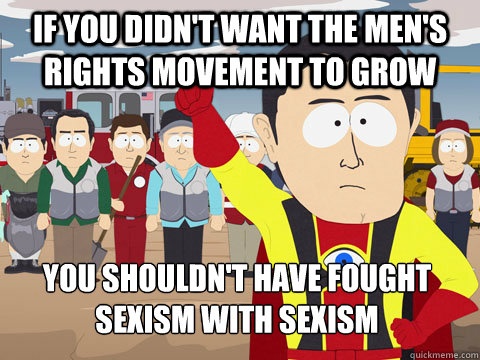 IF YOU DIDN'T WANT THE MEN'S
RIGHTS MOVEMENT TO GROW
YOU SHOULDN'T HAVE FOUGHT
SEXISM WITH SEXISM
quickmeme.com